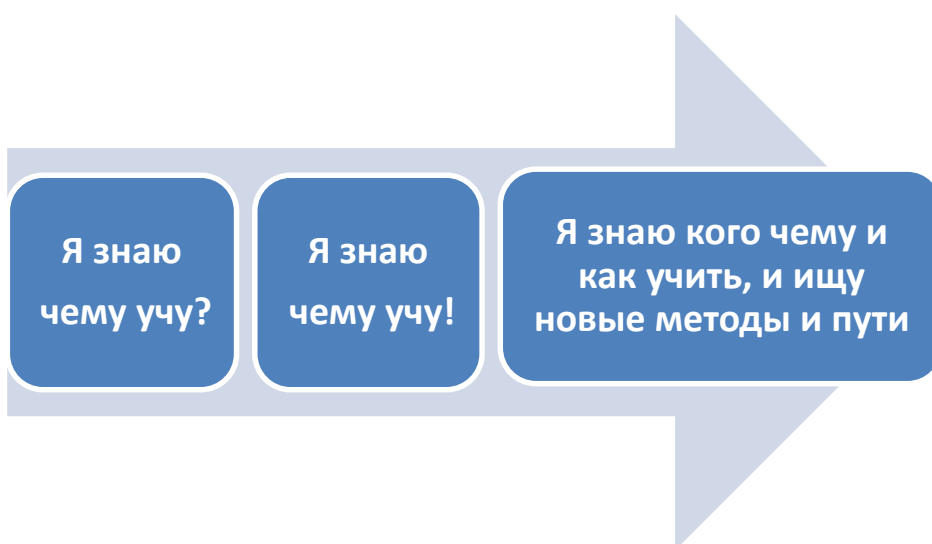 Я знаю
чему учу?
Я знаю
чему учу!
Я знаю кого чему и
как учить, и ищу
новые методы и пути